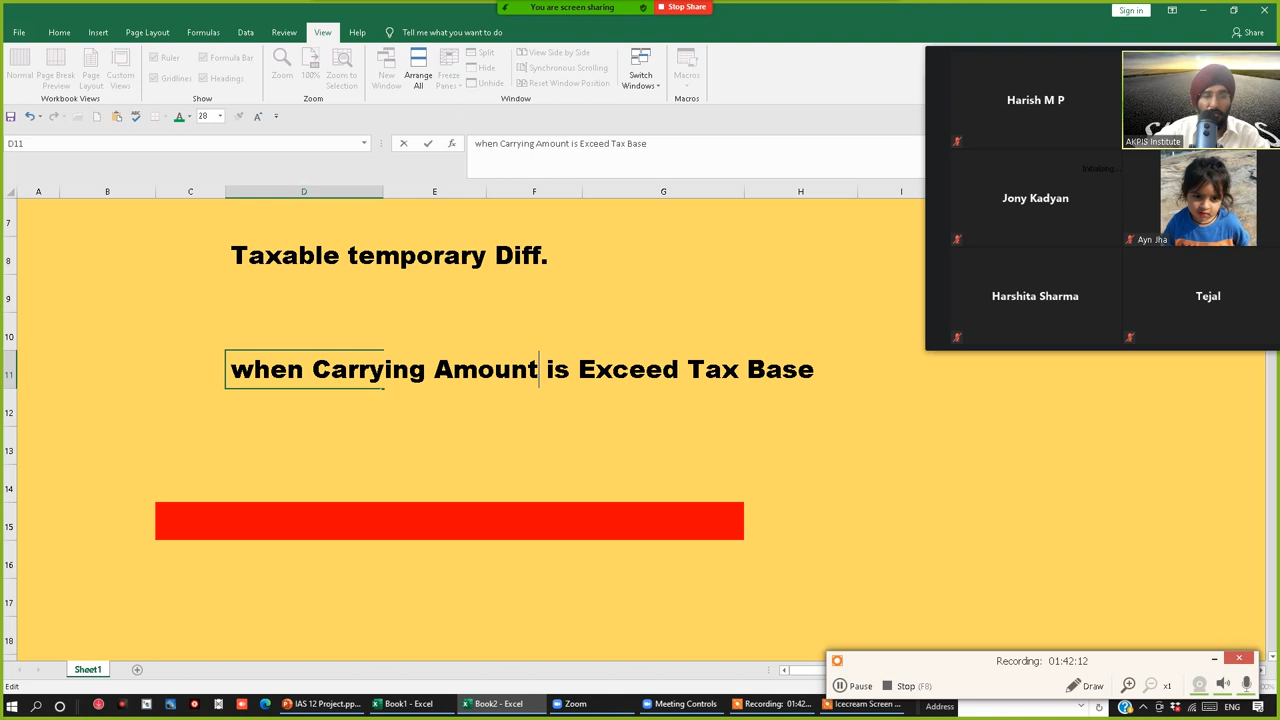 You are screen sharing
Stop Share
Sign in
File Home Insert Page Layout Formulas Data Review View Help Tell me what you want to do
Share
Normal Page Break Preview Page Layout Custom Views
Workbook Views
Ruler Formula Bar
Gridlines Headings
Show
Zoom 100% Zoom to Selection
Zoom
New Window Arrange All Freeze Panes
Split
Hide
Unhide
View Side by Side
Synchronous Scrolling
Reset Window Position
Switch Windows
Window
Macros
Macros
28
D11
fx
when Carrying Amount is Exceed Tax Base
A B C D E F G H I
7
8
9
10
11
12
13
14
15
16
17
18
Taxable temporary Diff.
when Carrying Amount is Exceed Tax Base
Harish M P
AKPIS Institute
Jony Kadyan
Ayn Jha
Harshita Sharma
Tejal
Sheet1
Edit
Recording: 01:42:12
Pause
Stop (F8)
Draw
x1
IAS 12 Project.pp...
Book1 - Excel
Book2 - Excel
Zoom
Meeting Controls
Recording: 01:42...
Icecream Screen ...
Address
ENG